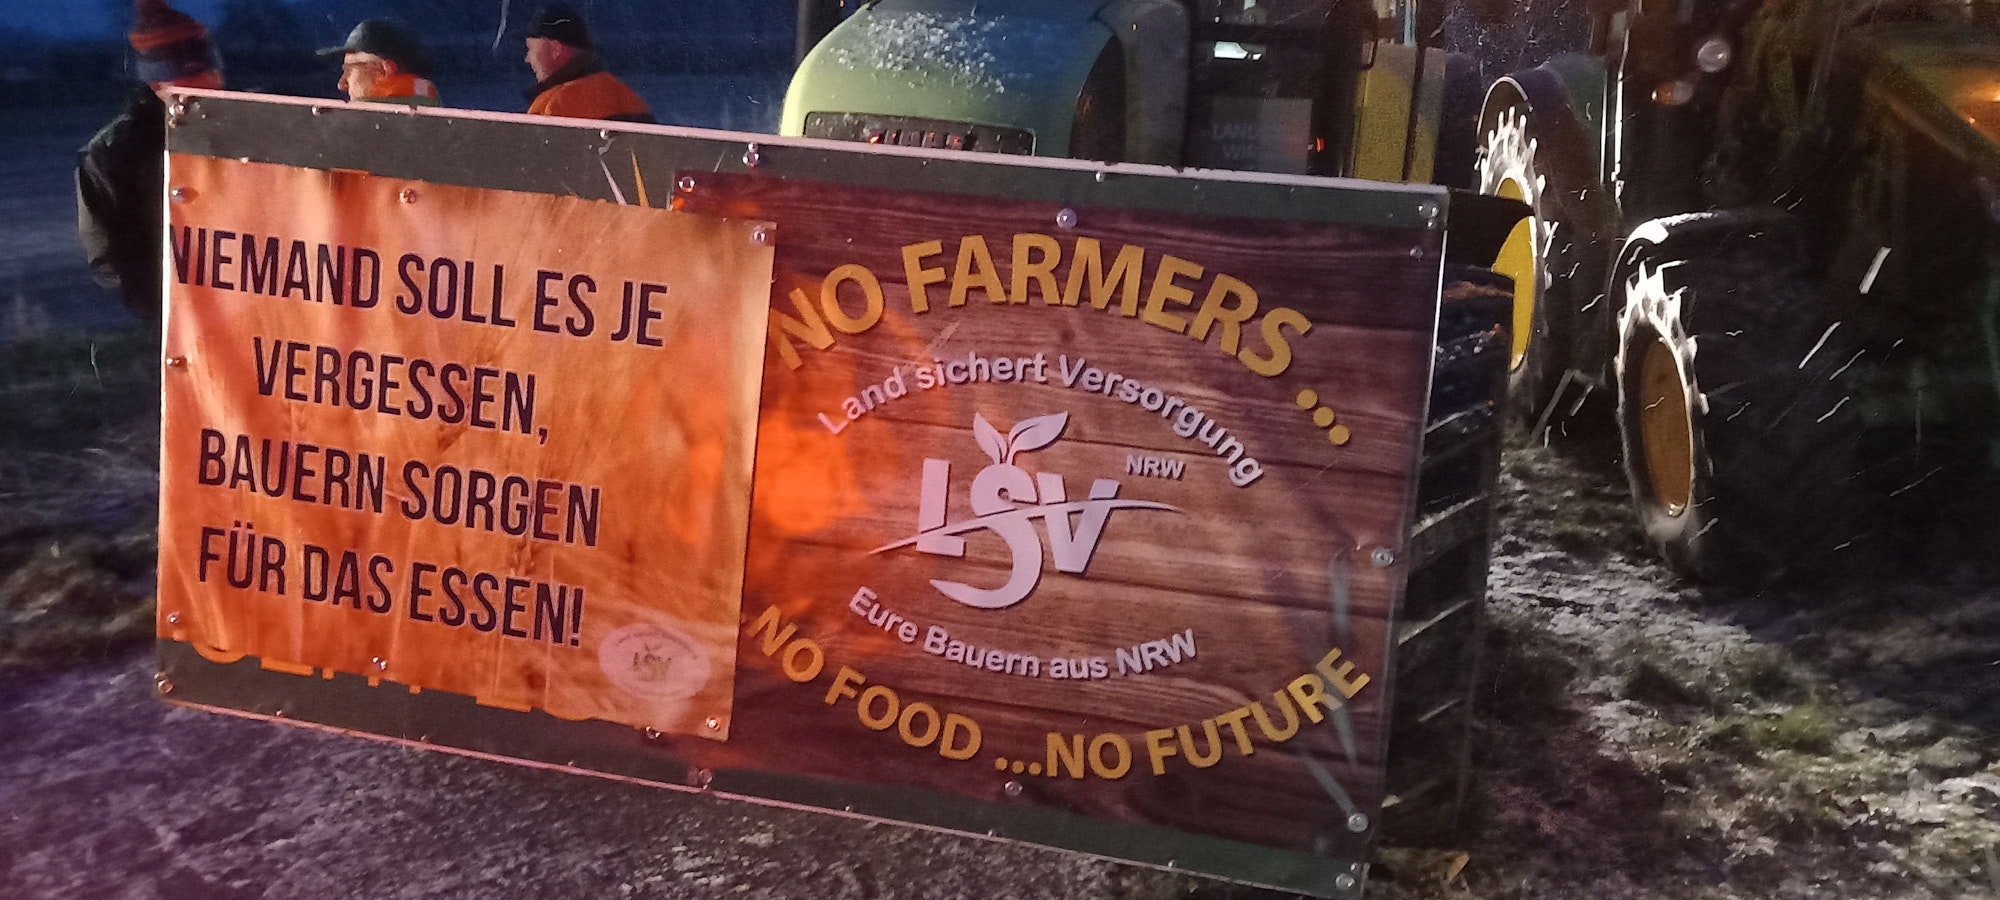 NIEMAND SOLL ES JE
VERGESSEN,
BAUERN SORGEN
FÜR DAS ESSEN!
LSV
NO FARMERS...
Land sichert Versorgung
NRW
LSV
Eure Bauern aus NRW
...NO FOOD ...NO FUTURE